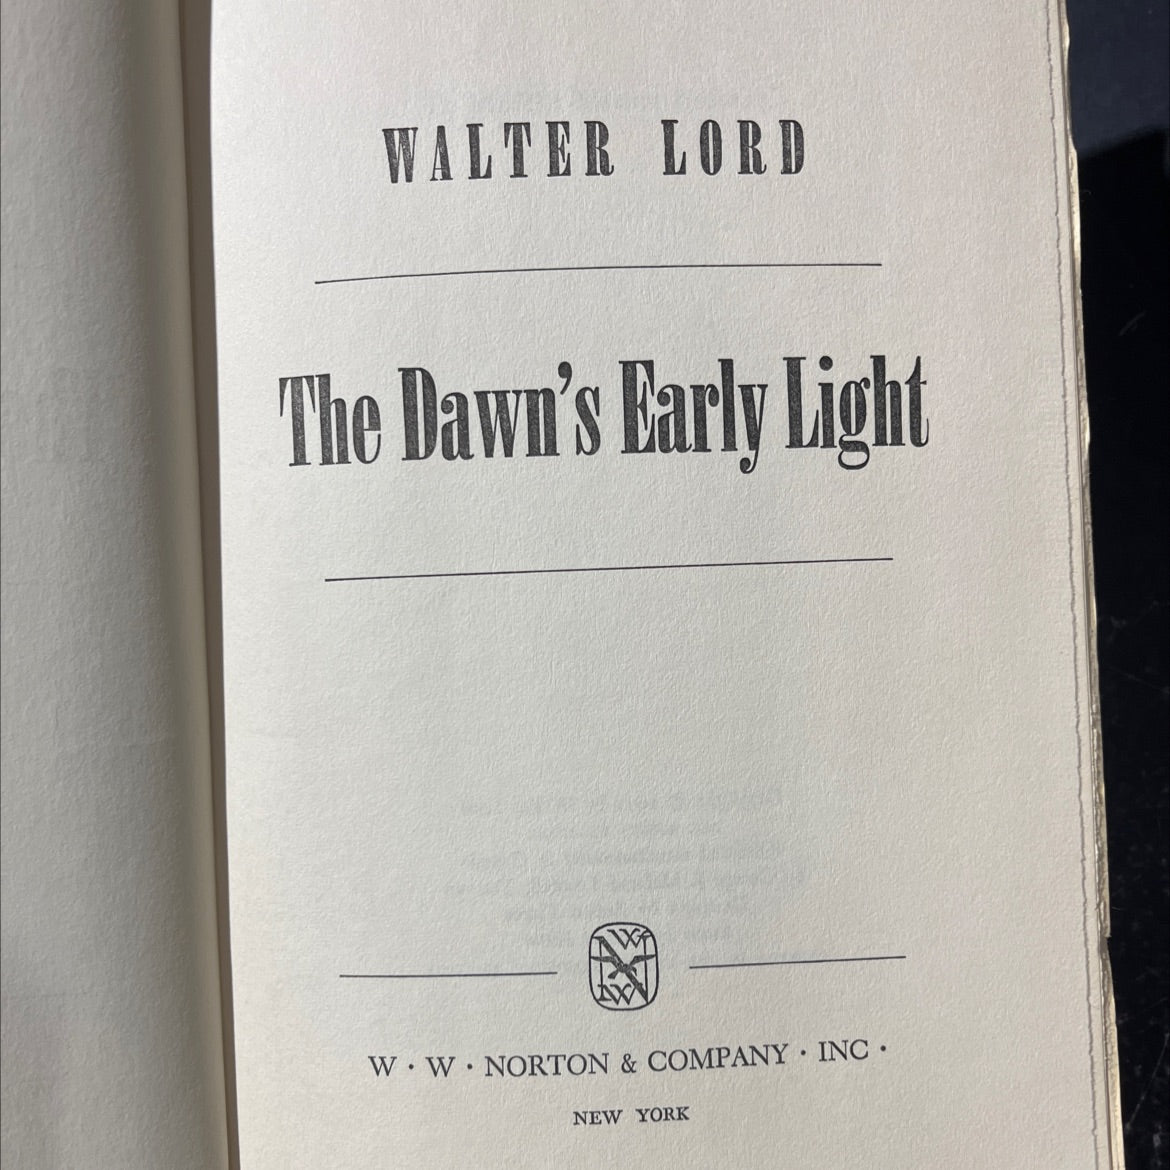 WALTER LORD
The Dawn's Early Light
W · W · NORTON & COMPANY · INC ·
NEW YORK